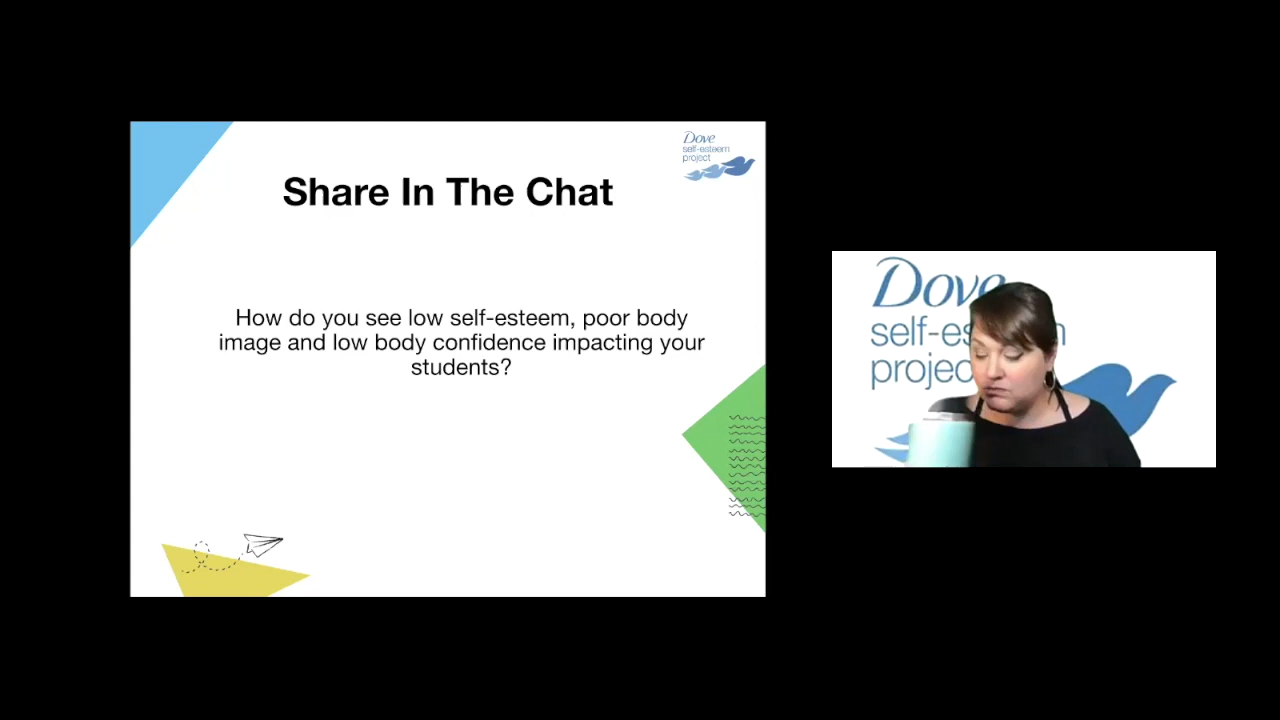 Dove
self-esteem
project
Share In The Chat
How do you see low self-esteem, poor body
image and low body confidence impacting your
students?
Dove
self-es m
projec